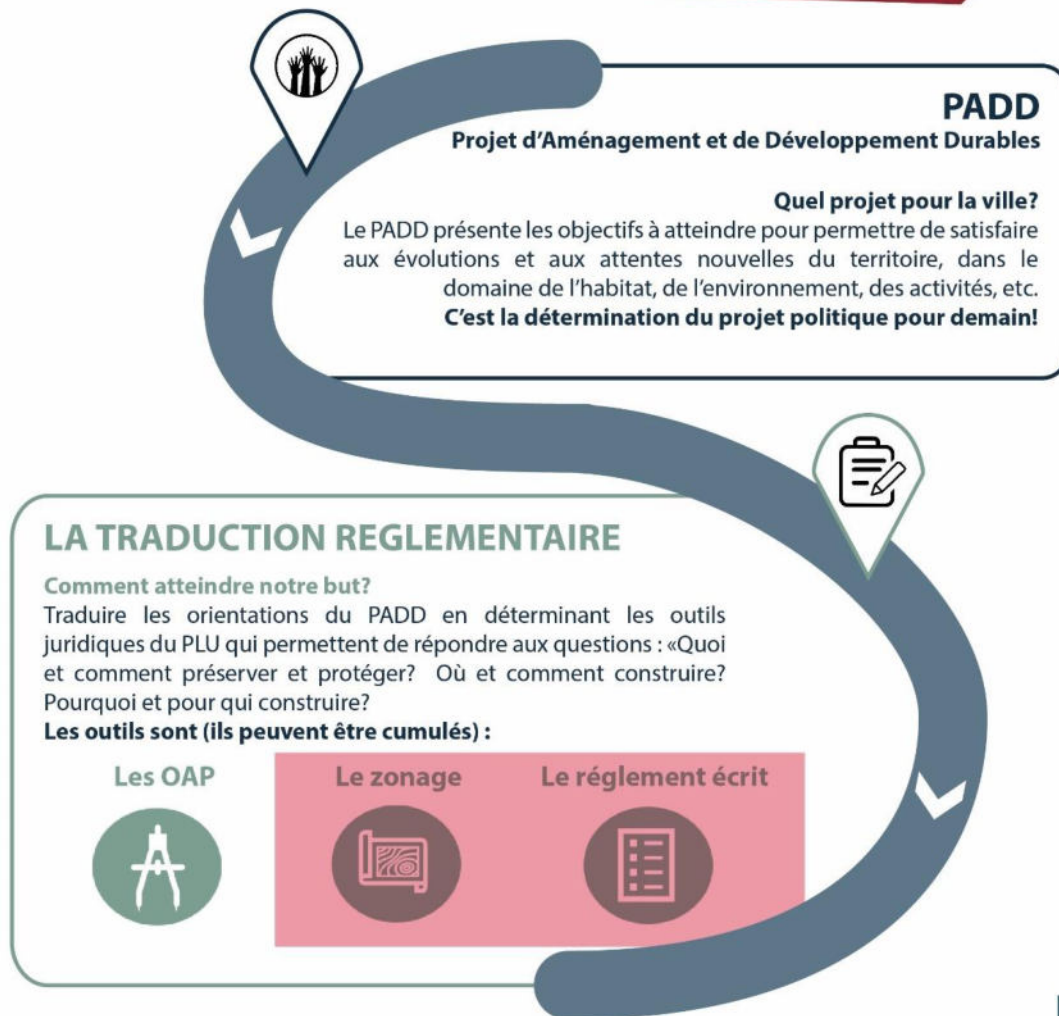 PADD
Projet d’Aménagement et de Développement Durables
Quel projet pour la ville?
Le PADD présente les objectifs à atteindre pour permettre de satisfaire
aux évolutions et aux attentes nouvelles du territoire, dans le
domaine de l’habitat, de l’environnement, des activités, etc.
C’est la détermination du projet politique pour demain!
LA TRADUCTION REGLEMENTAIRE
Comment atteindre notre but?
Traduire les orientations du PADD en déterminant les outils
juridiques du PLU qui permettent de répondre aux questions : «Quoi
et comment préserver et protéger? Où et comment construire?
Pourquoi et pour qui construire?
Les outils sont (ils peuvent être cumulés) :
Les OAP Le zonage Le réglement écrit